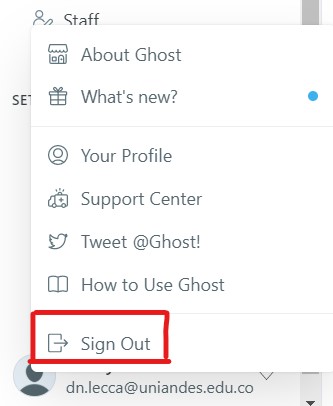 Staff
About Ghost
SET
What's new?
Your Profile
Support Center
Tweet @Ghost!
How to Use Ghost
Sign Out
dn.lecca@uniandes.edu.co